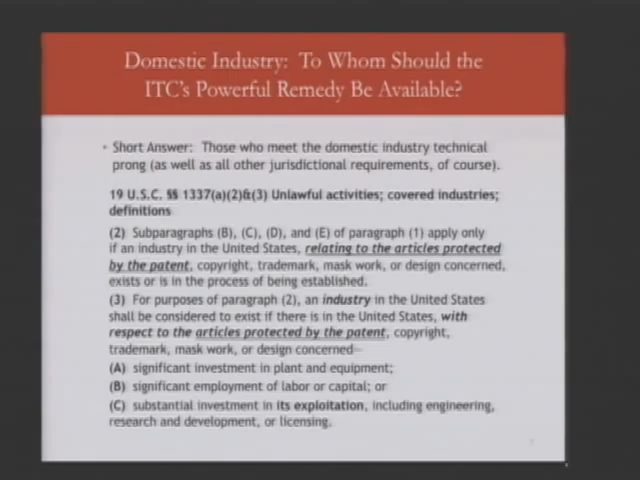 Domestic Industry: To Whom Should the
ITC's Powerful Remedy Be Available?
• Short Answer: Those who meet the domestic industry technical
prong (as well as all other jurisdictional requirements, of course).
19 U.S.C. §§ 1337(a)(2)&(3) Unlawful activities; covered industries;
definitions
(2) Subparagraphs (B), (C), (D), and (E) of paragraph (1) apply only
if an industry in the United States, relating to the articles protected
by the patent, copyright, trademark, mask work, or design concerned,
exists or is in the process of being established.
(3) For purposes of paragraph (2), an industry in the United States
shall be considered to exist if there is in the United States, with
respect to the articles protected by the patent, copyright,
trademark, mask work, or design concerned—
(A) significant investment in plant and equipment;
(B) significant employment of labor or capital; or
(C) substantial investment in its exploitation, including engineering,
research and development, or licensing.